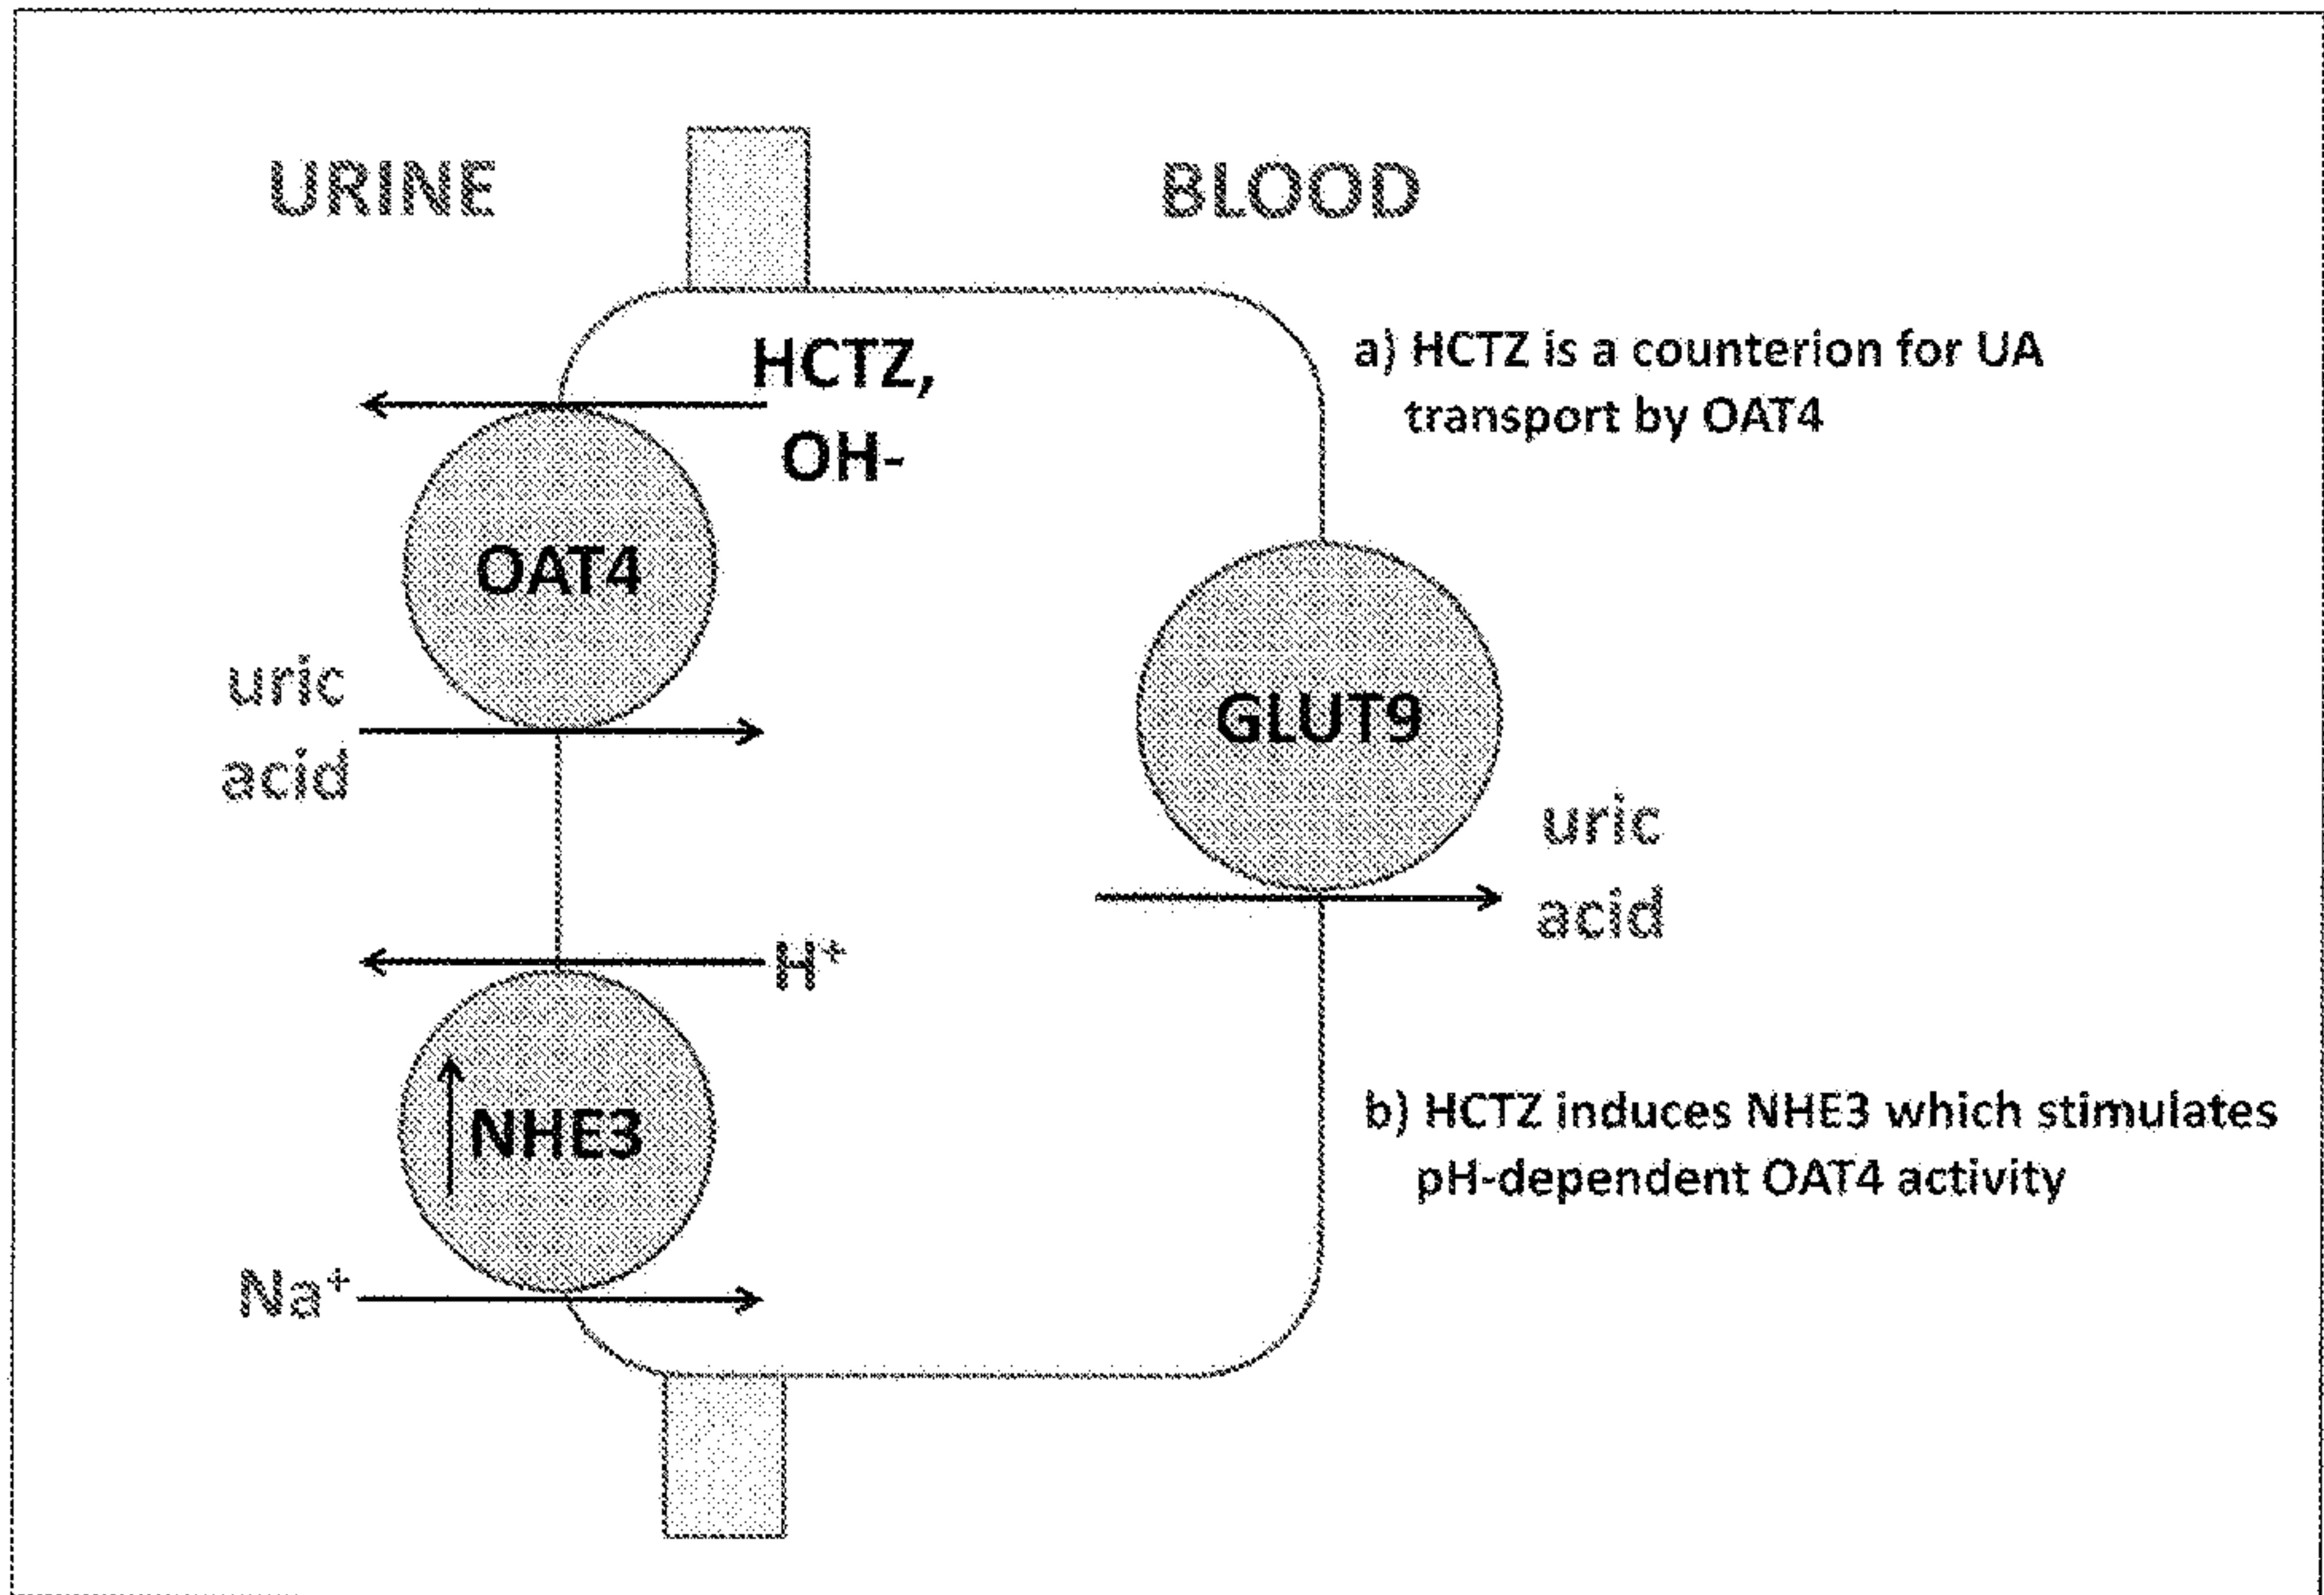 URINE
BLOOD
HCTZ,
OH-
a) HCTZ is a counterion for UA
transport by OAT4
OAT4
uric
acid
GLUT9
uric
acid
H⁺
NHE3
b) HCTZ induces NHE3 which stimulates
pH-dependent OAT4 activity
Na⁺